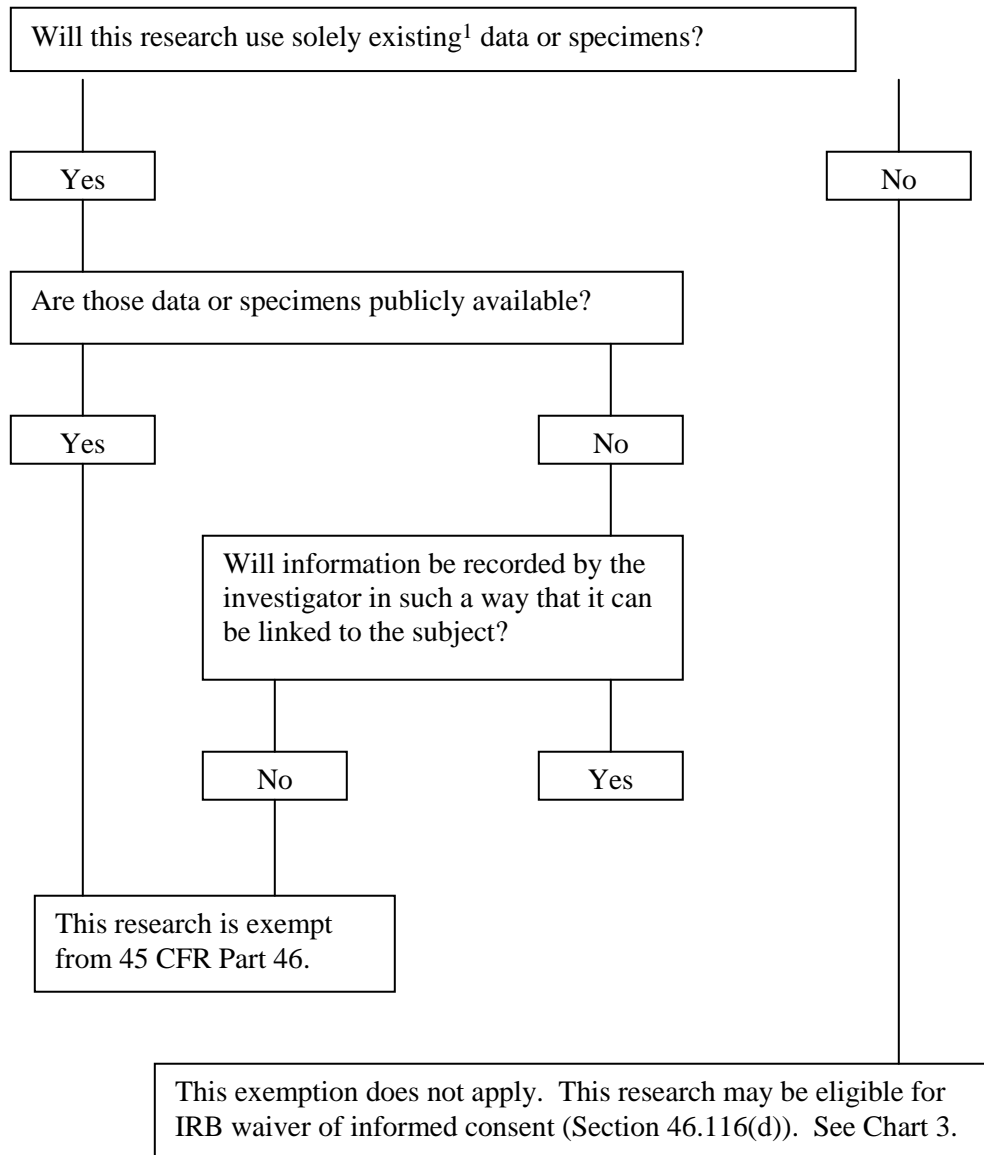 Will this research use solely existing1 data or specimens?
Yes
No
Are those data or specimens publicly available?
Yes
No
Will information be recorded by the
investigator in such a way that it can
be linked to the subject?
No
Yes
This research is exempt
from 45 CFR Part 46.
This exemption does not apply.  This research may be eligible for
IRB waiver of informed consent (Section 46.116(d)).  See Chart 3.